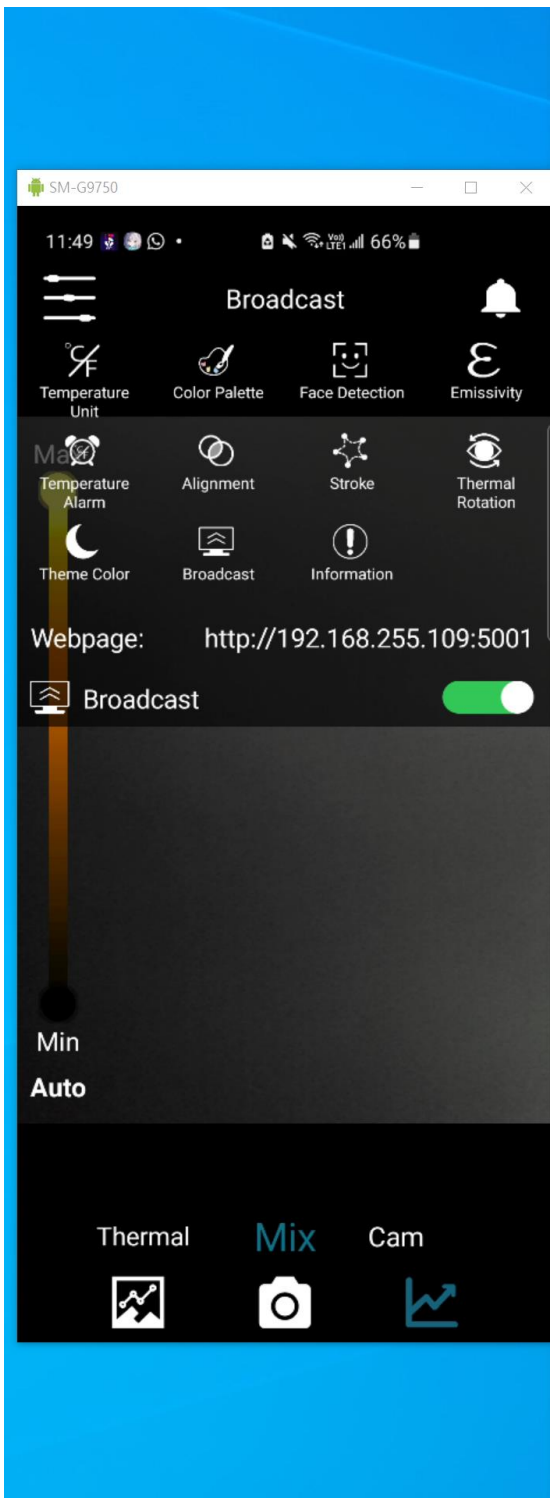 SM-G9750
11:49 66%
Broadcast
Temperature Unit
Color Palette
Face Detection
Emissivity
Max
Temperature Alarm
Alignment
Stroke
Thermal Rotation
Theme Color
Broadcast
Information
Webpage: http://192.168.255.109:5001
Broadcast
Min
Auto
Thermal Mix Cam